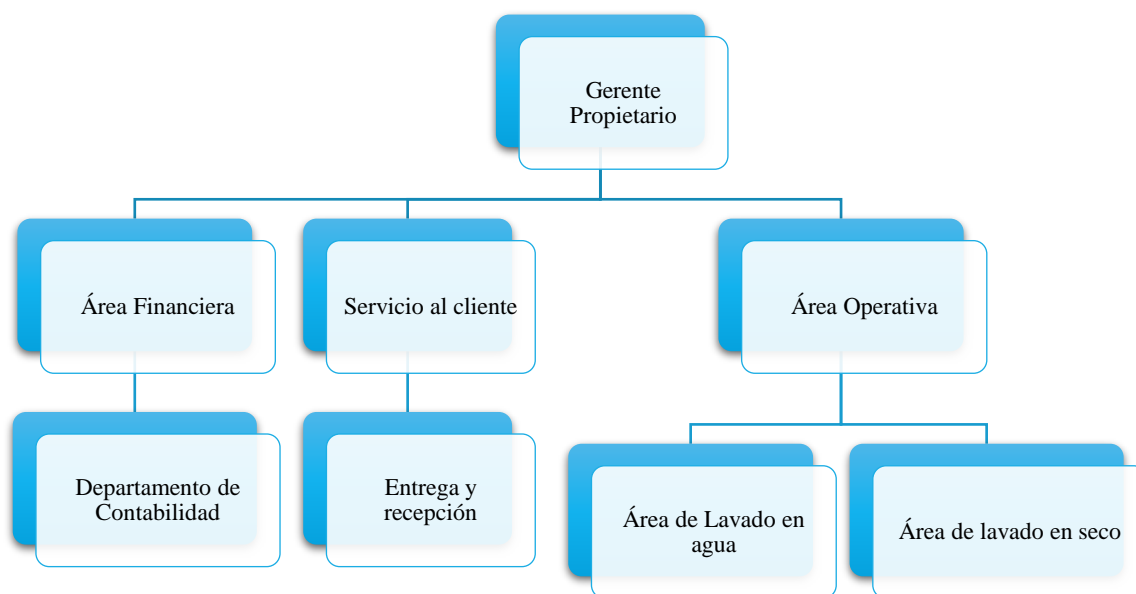 Gerente
Propietario
Área Financiera
Servicio al cliente
Área Operativa
Departamento de
Contabilidad
Entrega y
recepción
Área de Lavado en
agua
Área de lavado en seco